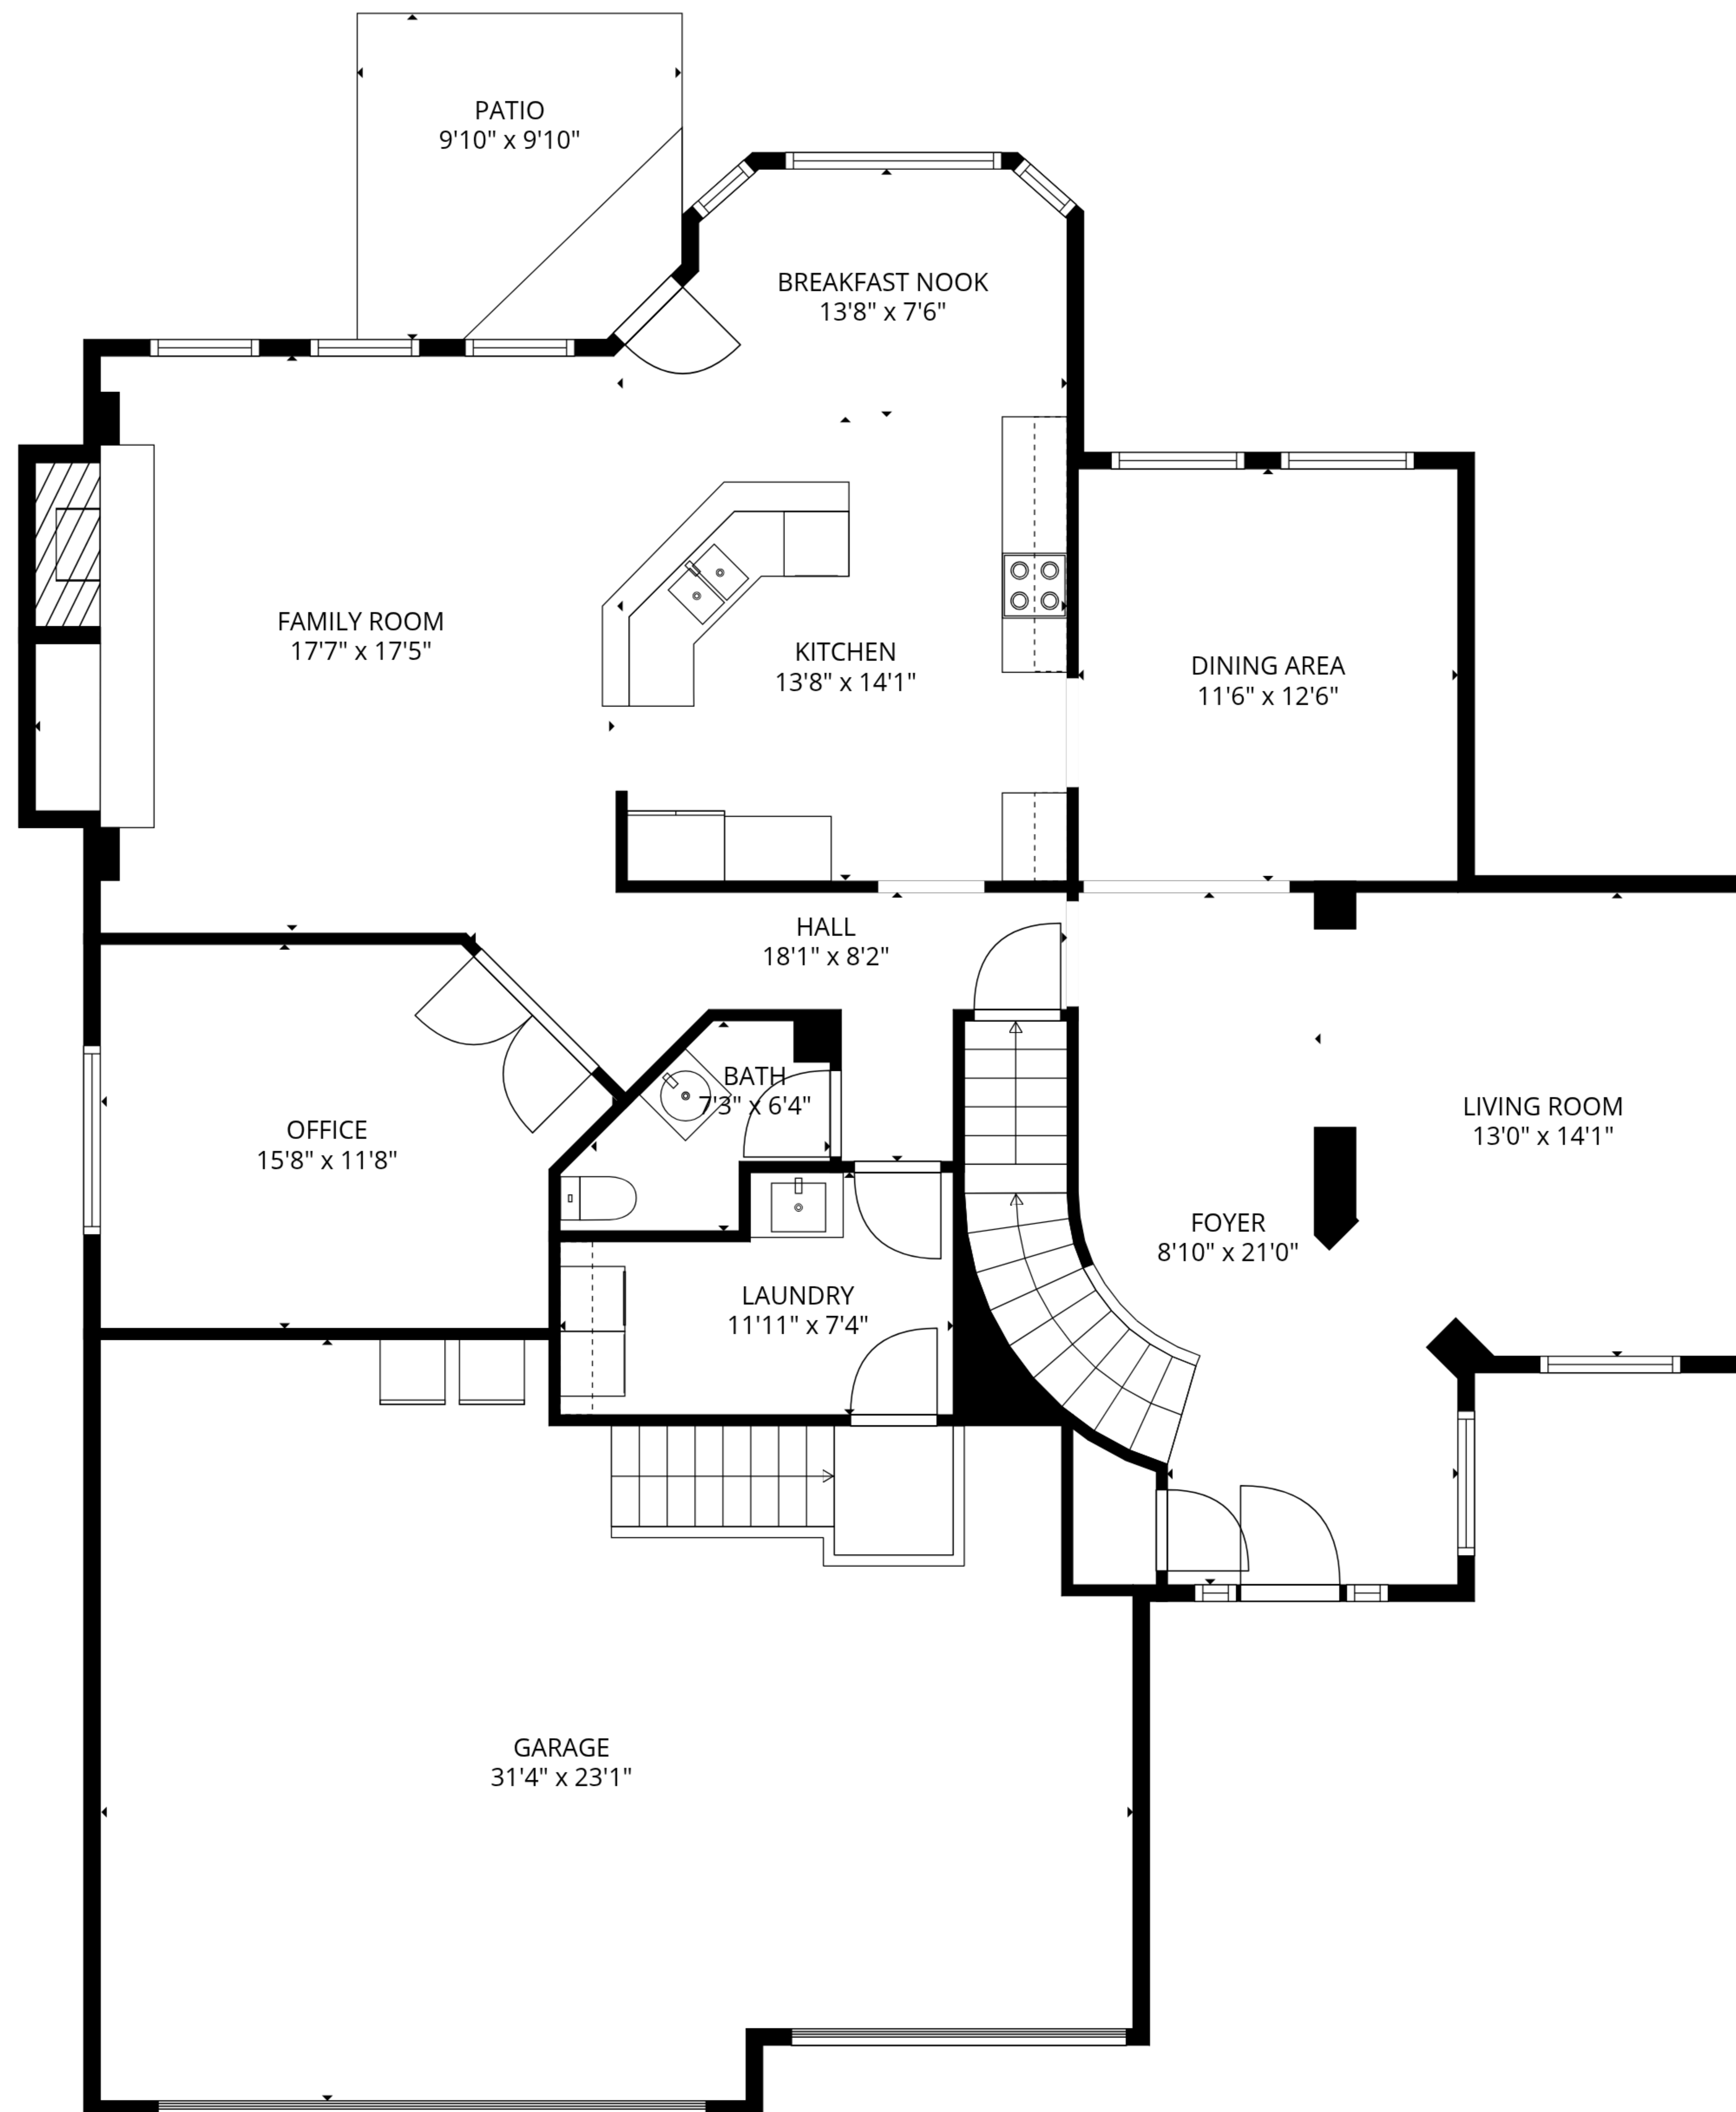 PATIO
9'10" x 9'10"
BREAKFAST NOOK
13'8" x 7'6"
FAMILY ROOM
17'7" x 17'5"
KITCHEN
13'8" x 14'1"
DINING AREA
11'6" x 12'6"
HALL
18'1" x 8'2"
BATH
7'3" x 6'4"
LIVING ROOM
13'0" x 14'1"
OFFICE
15'8" x 11'8"
FOYER
8'10" x 21'0"
LAUNDRY
11'11" x 7'4"
GARAGE
31'4" x 23'1"